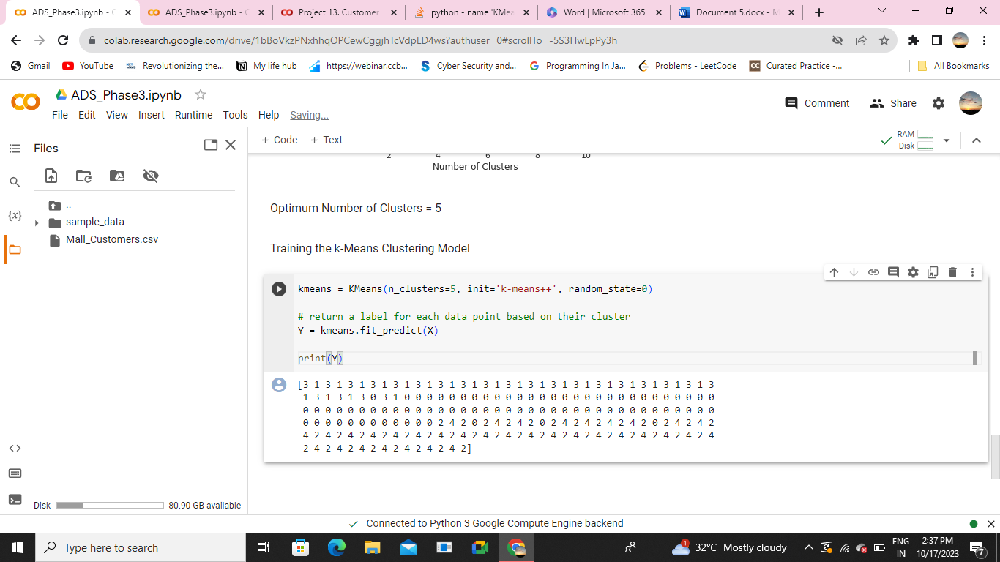 ADS_Phase3.ipynb - C
ADS_Phase3.ipynb - C
Project 13. Customer
python - name 'KMea
Word | Microsoft 365
Document 5.docx - M
colab.research.google.com/drive/1bBoVkzPNxhhqOPCewCggjhTcVdpLD4ws?authuser=0#scrollTo=-5S3HwLpPy3h
Gmail
YouTube
Revolutionizing the...
My life hub
https://webinar.ccb...
Cyber Security and...
Programming In Ja...
Problems - LeetCode
CC Curated Practice -...
All Bookmarks
ADS_Phase3.ipynb
File Edit View Insert Runtime Tools Help Saving...
Comment
Share
Files
+ Code + Text
RAM
Disk
..
sample_data
Mall_Customers.csv
{x}
2 4 6 8 10
Number of Clusters
Optimum Number of Clusters = 5
Training the k-Means Clustering Model
kmeans = KMeans(n_clusters=5, init='k-means++', random_state=0)
# return a label for each data point based on their cluster
Y = kmeans.fit_predict(X)
print(Y)
[3 1 3 1 3 1 3 1 3 1 3 1 3 1 3 1 3 1 3 1 3 1 3 1 3 1 3 1 3 1 3 1 3 1 3 1 3
1 3 1 3 1 3 0 3 1 0 0 0 0 0 0 0 0 0 0 0 0 0 0 0 0 0 0 0 0 0 0 0 0 0 0 0 0
0 0 0 0 0 0 0 0 0 0 0 0 0 0 0 0 0 0 0 0 0 0 0 0 0 0 0 0 0 0 0 0 0 0 0 0 0
0 0 0 0 0 0 0 0 0 0 0 0 2 4 2 0 2 4 2 4 2 0 2 4 2 4 2 4 2 4 2 0 2 4 2 4 2
4 2 4 2 4 2 4 2 4 2 4 2 4 2 4 2 4 2 4 2 4 2 4 2 4 2 4 2 4 2 4 2 4 2 4 2 4
2 4 2 4 2 4 2 4 2 4 2 4 2 4 2]
Disk 80.90 GB available
Connected to Python 3 Google Compute Engine backend
Type here to search
32°C Mostly cloudy
ENG
IN
2:37 PM
10/17/2023
7